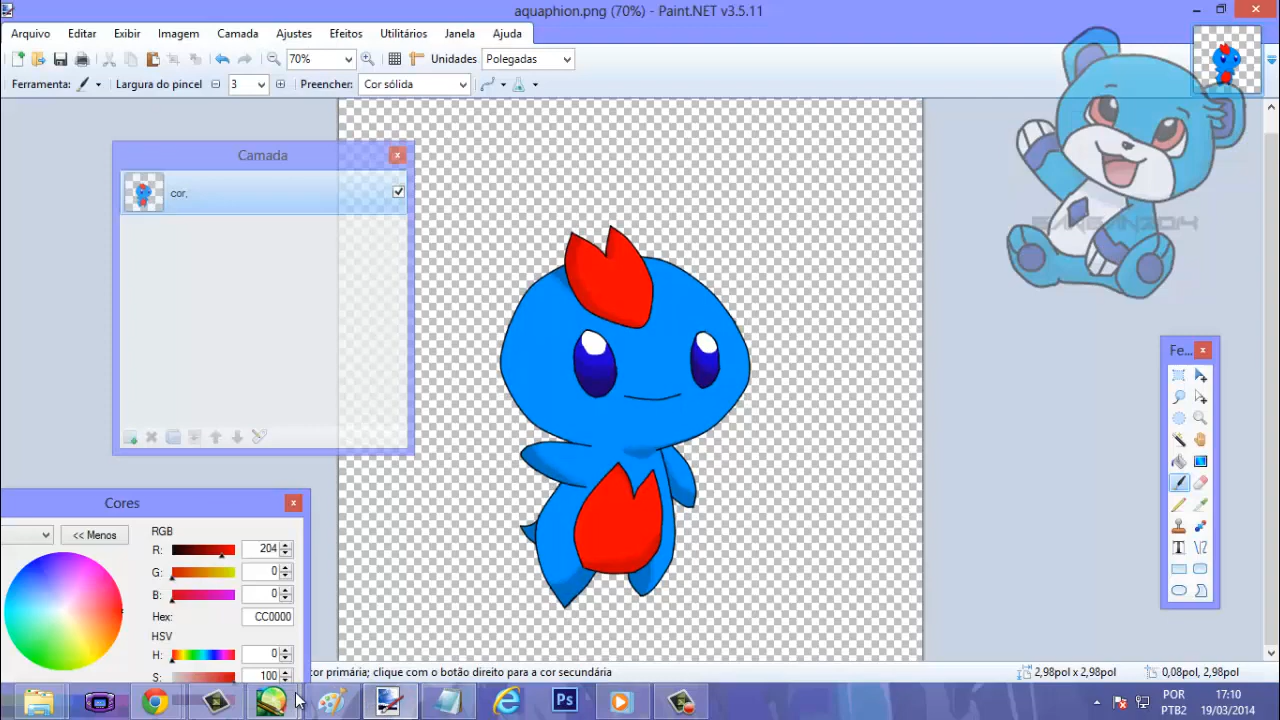 aquaphion.png (70%) - Paint.NET v3.5.11
Arquivo Editar Exibir Imagem Camada Ajustes Efeitos Utilitários Janela Ajuda
70% Unidades Polegadas
Ferramenta: Largura do pincel 3 Preencher: Cor sólida
Camada
cor.
Fe...
Cores
<< Menos
RGB
R: 204
G: 0
B: 0
Hex: CC0000
HSV
H: 0
S: 100
cor primária; clique com o botão direito para a cor secundária
2,98pol x 2,98pol
0,08pol, 2,98pol
Ps
POR
PTB2
17:10
19/03/2014